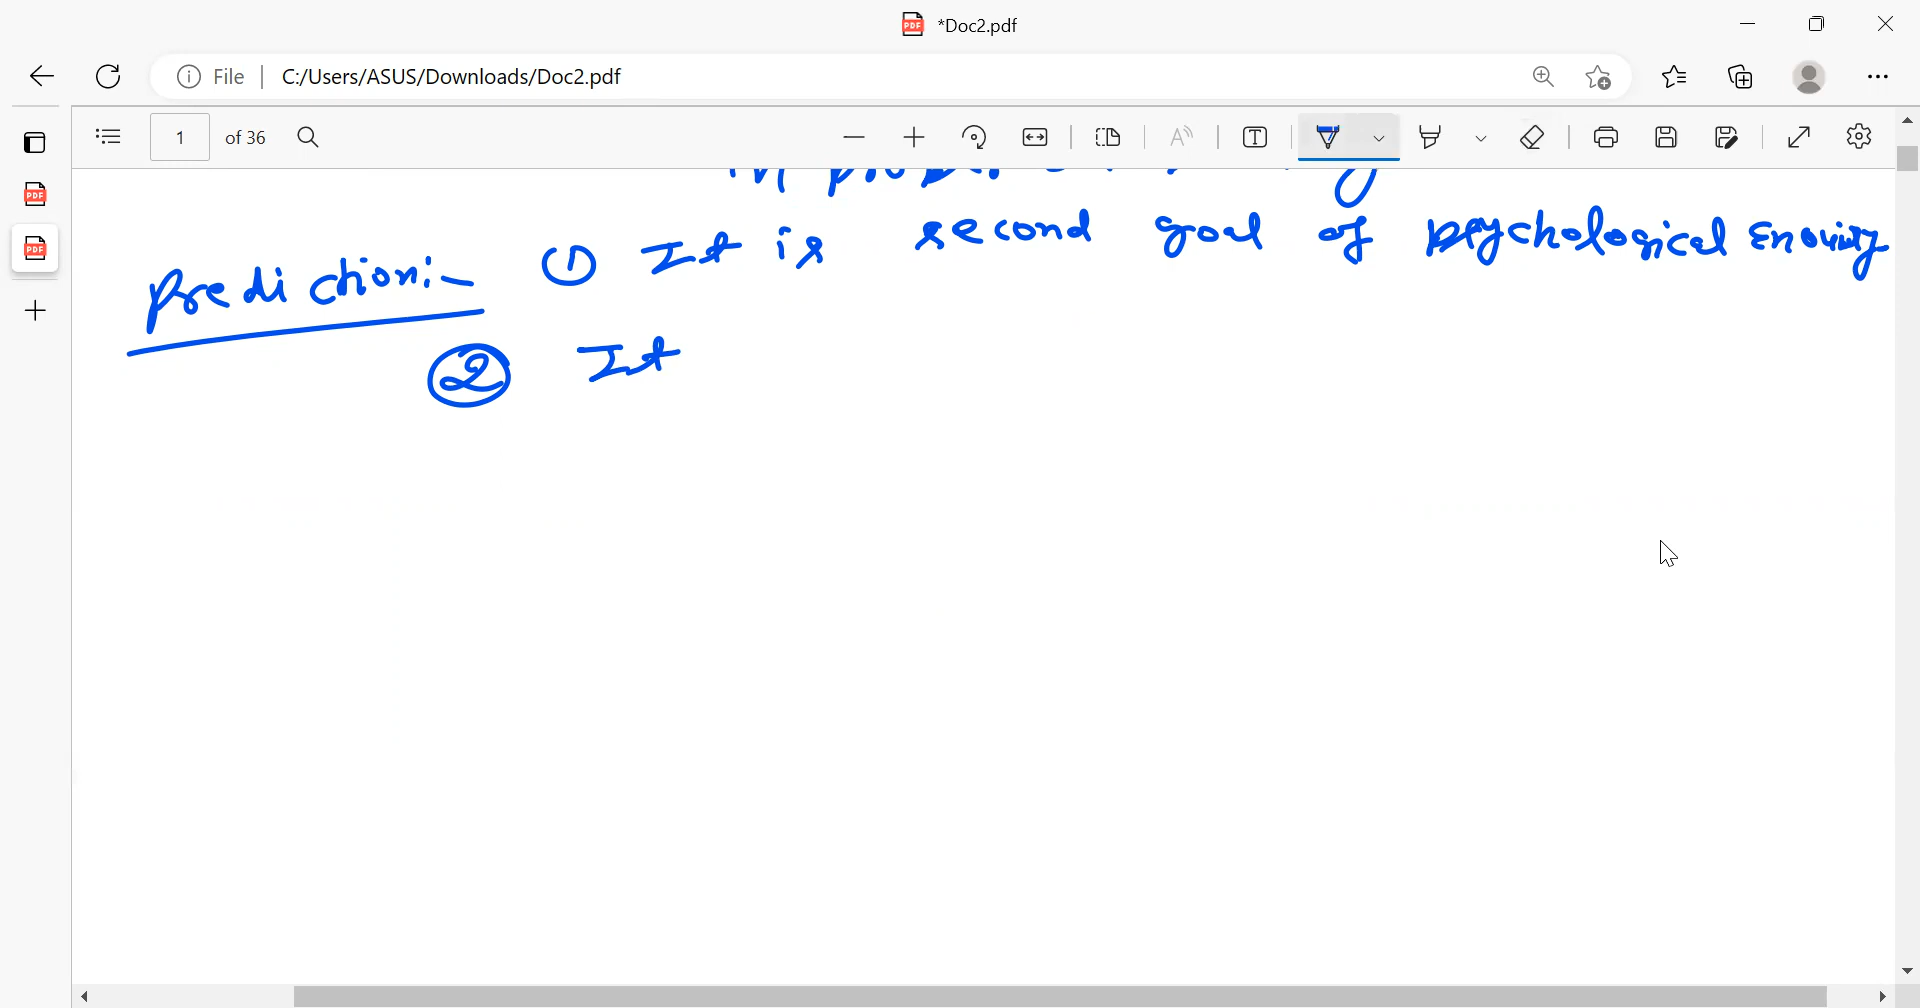 *Doc2.pdf
File C:/Users/ASUS/Downloads/Doc2.pdf
1 of 36
Prediction:- ① It is second goal of psychological Enquiry
② It